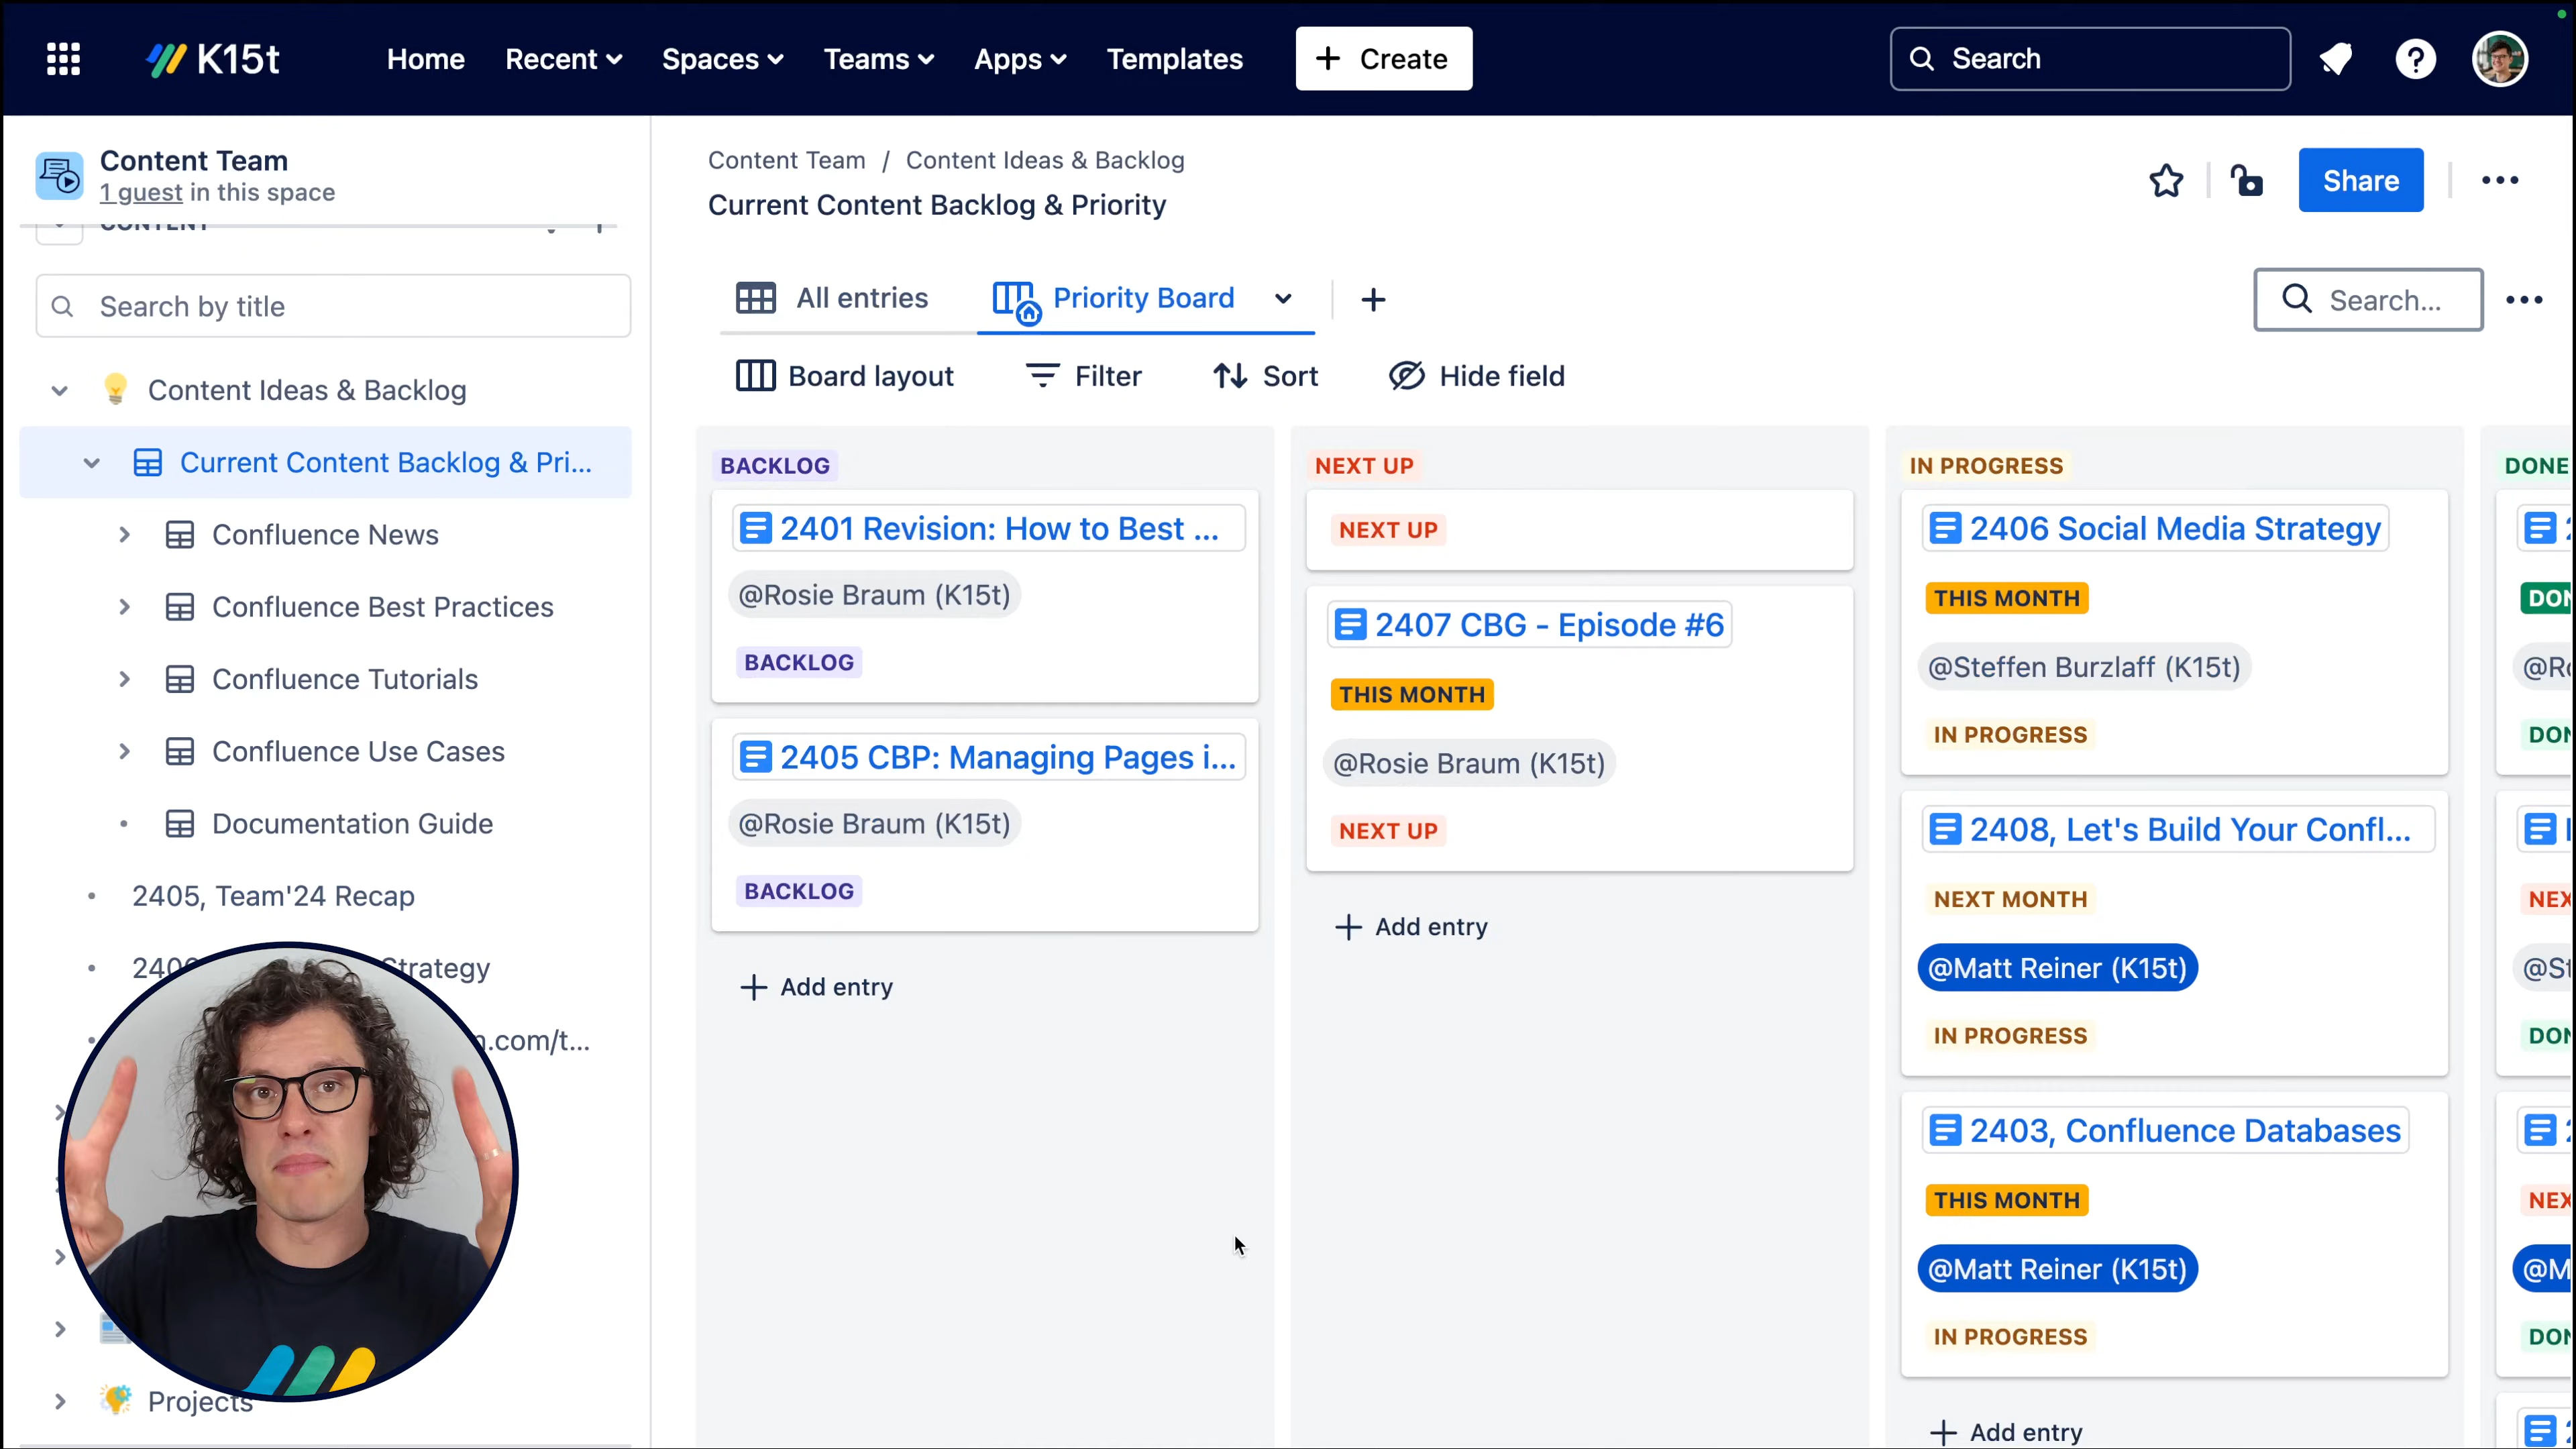 K15t
Home
Recent
Spaces
Teams
Apps
Templates
+ Create
Search
Content Team
1 guest in this space
CONTENT
Search by title
Content Ideas & Backlog
Current Content Backlog & Pri...
Confluence News
Confluence Best Practices
Confluence Tutorials
Confluence Use Cases
Documentation Guide
2405, Team'24 Recap
Strategy
.com/t...
Projects
Content Team / Content Ideas & Backlog
Current Content Backlog & Priority
Share
All entries
Priority Board
Search...
Board layout
Filter
Sort
Hide field
BACKLOG
2401 Revision: How to Best ...
@Rosie Braum (K15t)
BACKLOG
2405 CBP: Managing Pages i...
@Rosie Braum (K15t)
BACKLOG
+ Add entry
NEXT UP
NEXT UP
2407 CBG - Episode #6
THIS MONTH
@Rosie Braum (K15t)
NEXT UP
+ Add entry
IN PROGRESS
2406 Social Media Strategy
THIS MONTH
@Steffen Burzlaff (K15t)
IN PROGRESS
2408, Let's Build Your Confl...
NEXT MONTH
@Matt Reiner (K15t)
IN PROGRESS
2403, Confluence Databases
THIS MONTH
@Matt Reiner (K15t)
IN PROGRESS
+ Add entry
DONE